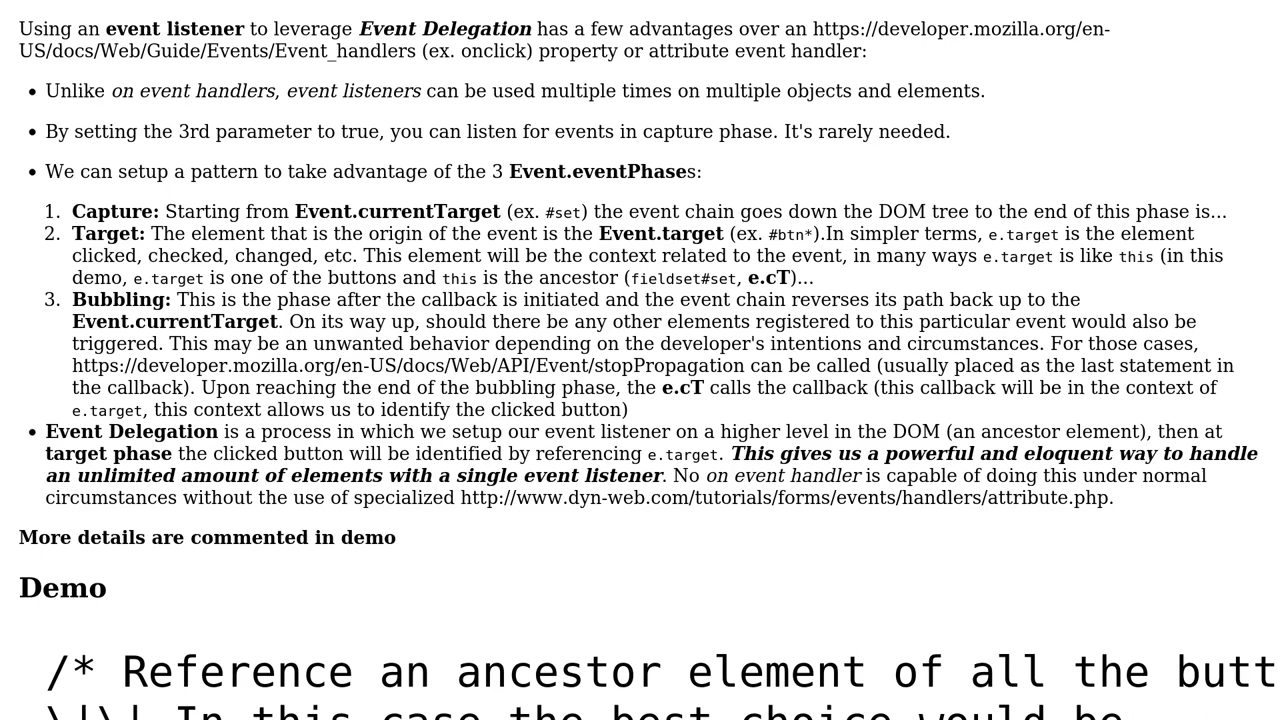 Using an event listener to leverage Event Delegation has a few advantages over an https://developer.mozilla.org/en-
US/docs/Web/Guide/Events/Event_handlers (ex. onclick) property or attribute event handler:
• Unlike on event handlers, event listeners can be used multiple times on multiple objects and elements.
• By setting the 3rd parameter to true, you can listen for events in capture phase. It's rarely needed.
• We can setup a pattern to take advantage of the 3 Event.eventPhases:
1. Capture: Starting from Event.currentTarget (ex. #set) the event chain goes down the DOM tree to the end of this phase is...
2. Target: The element that is the origin of the event is the Event.target (ex. #btn*).In simpler terms, e.target is the element
clicked, checked, changed, etc. This element will be the context related to the event, in many ways e.target is like this (in this
demo, e.target is one of the buttons and this is the ancestor (fieldset#set, e.cT)...
3. Bubbling: This is the phase after the callback is initiated and the event chain reverses its path back up to the
Event.currentTarget. On its way up, should there be any other elements registered to this particular event would also be
triggered. This may be an unwanted behavior depending on the developer's intentions and circumstances. For those cases,
https://developer.mozilla.org/en-US/docs/Web/API/Event/stopPropagation can be called (usually placed as the last statement in
the callback). Upon reaching the end of the bubbling phase, the e.cT calls the callback (this callback will be in the context of
e.target, this context allows us to identify the clicked button)
• Event Delegation is a process in which we setup our event listener on a higher level in the DOM (an ancestor element), then at
target phase the clicked button will be identified by referencing e.target. This gives us a powerful and eloquent way to handle
an unlimited amount of elements with a single event listener. No on event handler is capable of doing this under normal
circumstances without the use of specialized http://www.dyn-web.com/tutorials/forms/events/handlers/attribute.php.
More details are commented in demo
Demo
/* Reference an ancestor element of all the butt
\|\| In this case the best choice would be